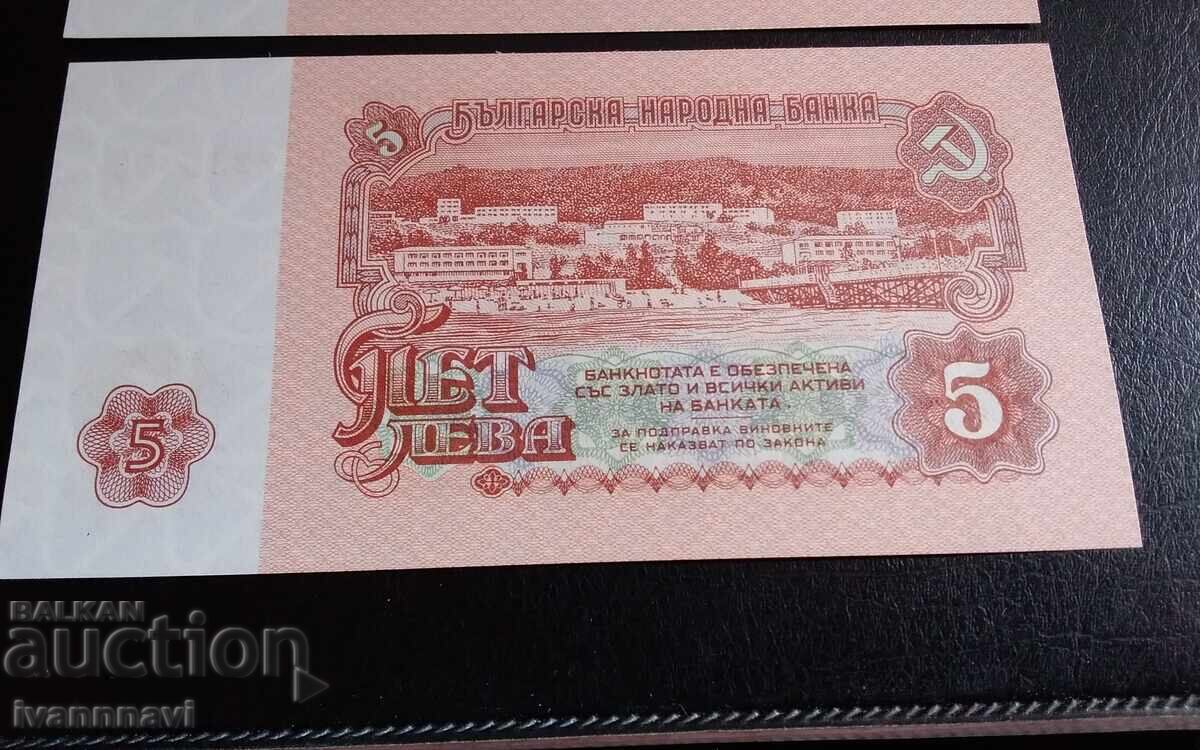 5
БЪЛГАРСКА НАРОДНА БАНКА
ПЕТ
ЛЕВА
БАНКНОТАТА Е ОБЕЗПЕЧЕНА
СЪС ЗЛАТО И ВСИЧКИ АКТИВИ
НА БАНКАТА.
ЗА ПОДПРАВКА ВИНОВНИТЕ
СЕ НАКАЗВАТ ПО ЗАКОНА
5
5
BALKAN
auction
ivannnavi